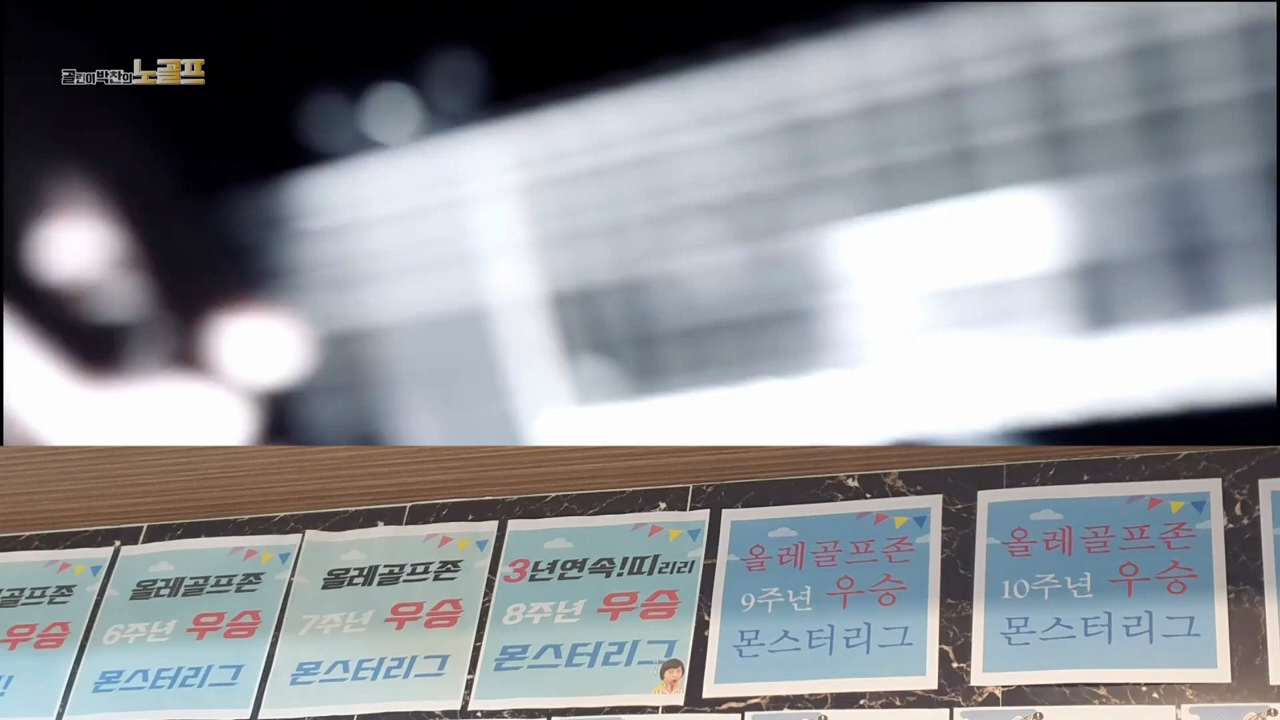 골킨이박찬의노골프
골프존
우승
올레골프존
6주년 우승
몬스터리그
올레골프존
7주년 우승
몬스터리그
3년연속!띠리리
8주년 우승
몬스터리그
올레골프존
9주년 우승
몬스터리그
올레골프존
10주년 우승
몬스터리그